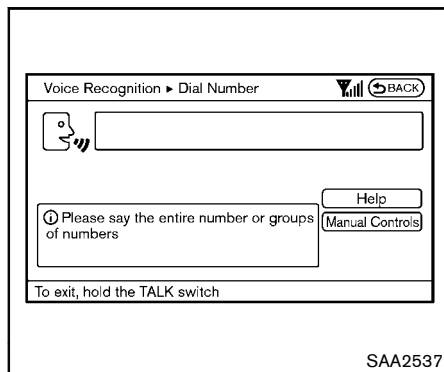 Voice Recognition ▸ Dial Number
BACK
Help
Manual Controls
Please say the entire number or groups
of numbers
To exit, hold the TALK switch
SAA2537